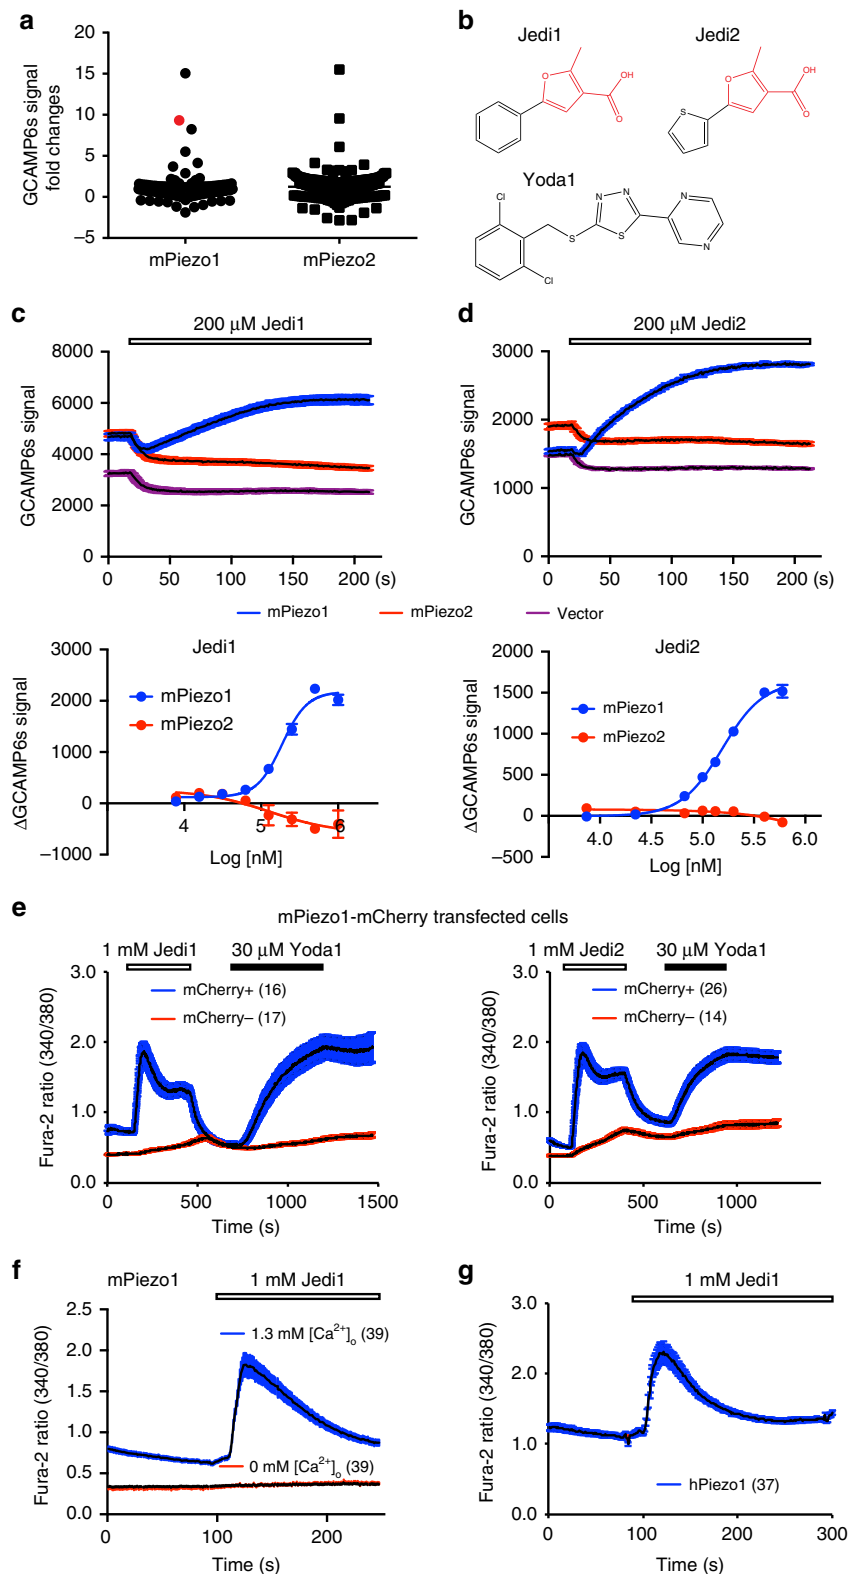 a
GCAMP6s signal
fold changes
20
15
10
5
0
–5
mPiezo1
mPiezo2
b
Jedi1
Jedi2
O
OH
O
S
O
OH
O
Yoda1
Cl
Cl
S
N
N
S
N
N
c
200 μM Jedi1
GCAMP6s signal
8000
6000
4000
2000
0
0
50
100
150
200
(s)
d
200 μM Jedi2
GCAMP6s signal
3000
2000
1000
0
0
50
100
150
200
(s)
mPiezo1
mPiezo2
Vector
Jedi1
ΔGCAMP6s signal
3000
2000
1000
0
–1000
mPiezo1
mPiezo2
4
5
6
Log [nM]
Jedi2
ΔGCAMP6s signal
2000
1500
1000
500
0
–500
mPiezo1
mPiezo2
4.0
4.5
5.0
5.5
6.0
Log [nM]
e
mPiezo1-mCherry transfected cells
1 mM Jedi1
30 μM Yoda1
Fura-2 ratio (340/380)
3.0
2.0
1.0
0.0
mCherry+ (16)
mCherry– (17)
0
500
1000
1500
Time (s)
1 mM Jedi2
30 μM Yoda1
Fura-2 ratio (340/380)
3.0
2.0
1.0
0.0
mCherry+ (26)
mCherry– (14)
0
500
1000
Time (s)
f
mPiezo1
1 mM Jedi1
Fura-2 ratio (340/380)
2.5
2.0
1.5
1.0
0.5
0.0
1.3 mM [Ca²⁺]ₒ (39)
0 mM [Ca²⁺]ₒ (39)
0
100
200
Time (s)
g
1 mM Jedi1
Fura-2 ratio (340/380)
3.0
2.0
1.0
0.0
hPiezo1 (37)
0
100
200
300
Time (s)